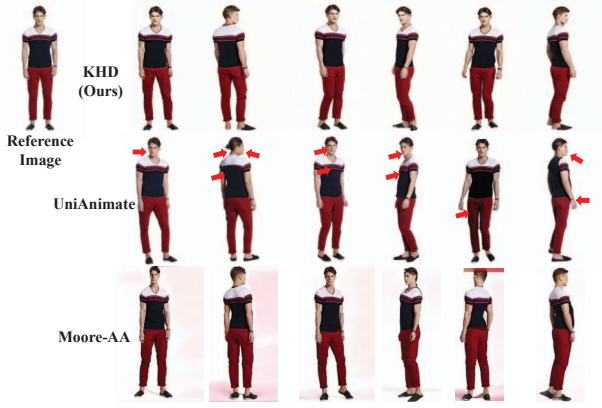 KHD
(Ours)
Reference
Image
UniAnimate
Moore-AA